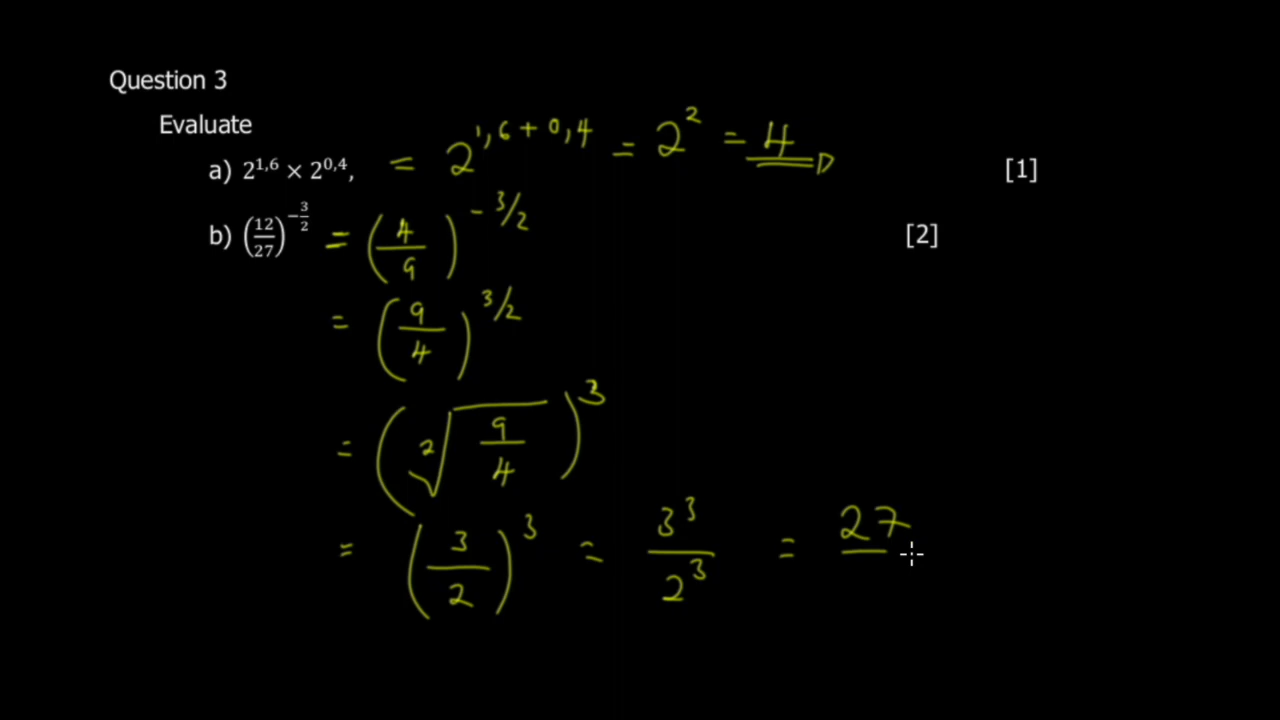 Question 3
Evaluate
a) 2^{1,6} × 2^{0,4}, = 2^{1,6 + 0,4} = 2^2 = 4 [1]
b) (12/27)^{-3/2} = (4/9)^{-3/2} [2]
= (9/4)^{3/2}
= (²√(9/4))^3
= (3/2)^3 = 3^3/2^3 = 27